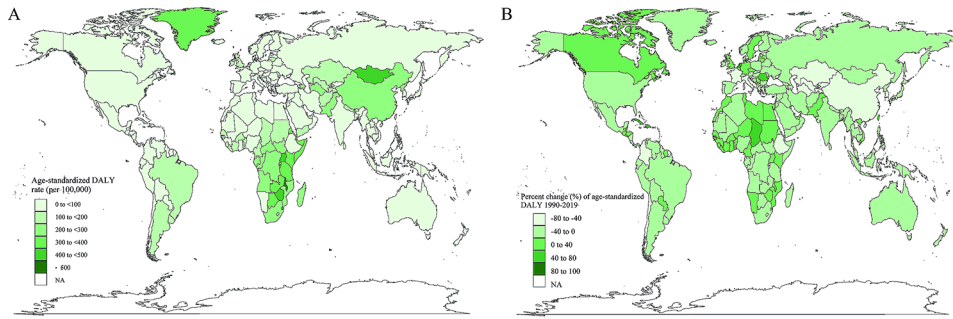 A
B
Age-standardized DALY
rate (per 100,000)
0 to <100
100 to <200
200 to <300
300 to <400
400 to <500
NA
Percent change (%) of age-standardized
DALY 1990-2019
-80 to -40
-40 to 0
0 to 40
40 to 80
80 to 100
NA